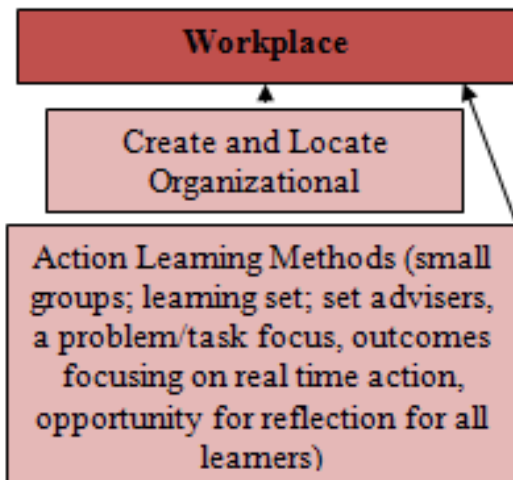 Workplace
Create and Locate
Organizational
Action Learning Methods (small
groups; learning set; set advisers,
a problem/task focus, outcomes
focusing on real time action,
opportunity for reflection for all
learners)